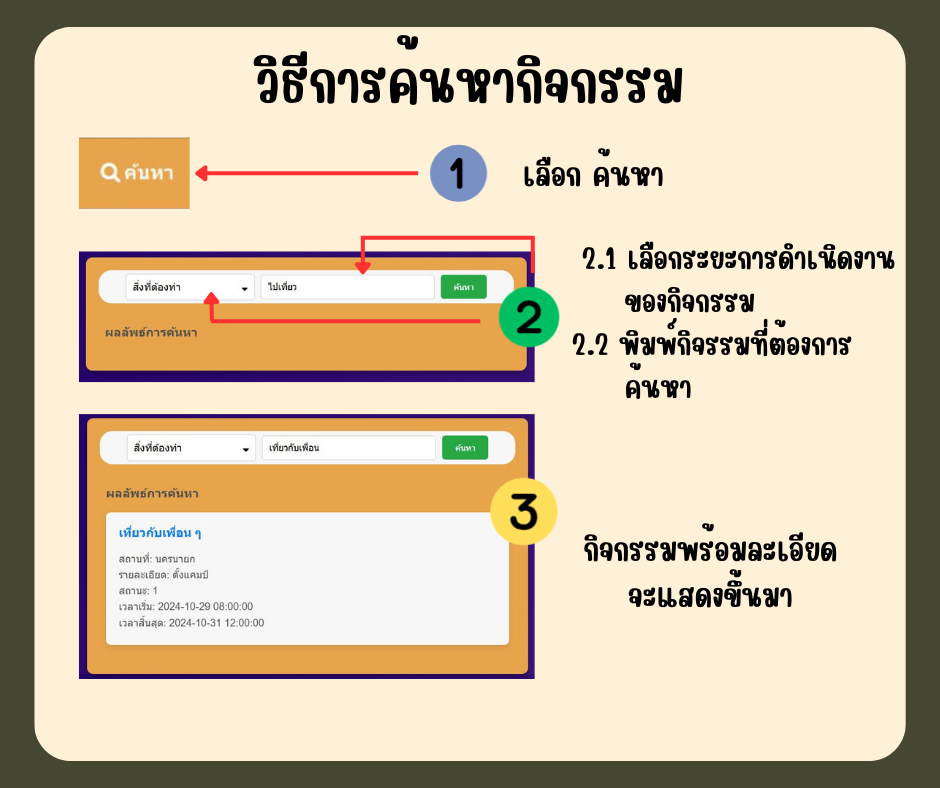 วิธีการค้นหากิจกรรม
ค้นหา
1
เลือก ค้นหา
สิ่งที่ต้องทำ
ไปเที่ยว
ค้นหา
ผลลัพธ์การค้นหา
2
2.1 เลือกระยะการดำเนิดงาน
ของกิจกรรม
2.2 พิมพ์กิจรรมที่ต้องการ
ค้นหา
สิ่งที่ต้องทำ
เที่ยวกับเพื่อน
ค้นหา
ผลลัพธ์การค้นหา
เที่ยวกับเพื่อน ๆ
สถานที่: นครนายก
รายละเอียด: ตั้งแคมป์
สถานะ: 1
เวลาเริ่ม: 2024-10-29 08:00:00
เวลาสิ้นสุด: 2024-10-31 12:00:00
3
กิจกรรมพร้อมละเอียด
จะแสดงขึ้นมา